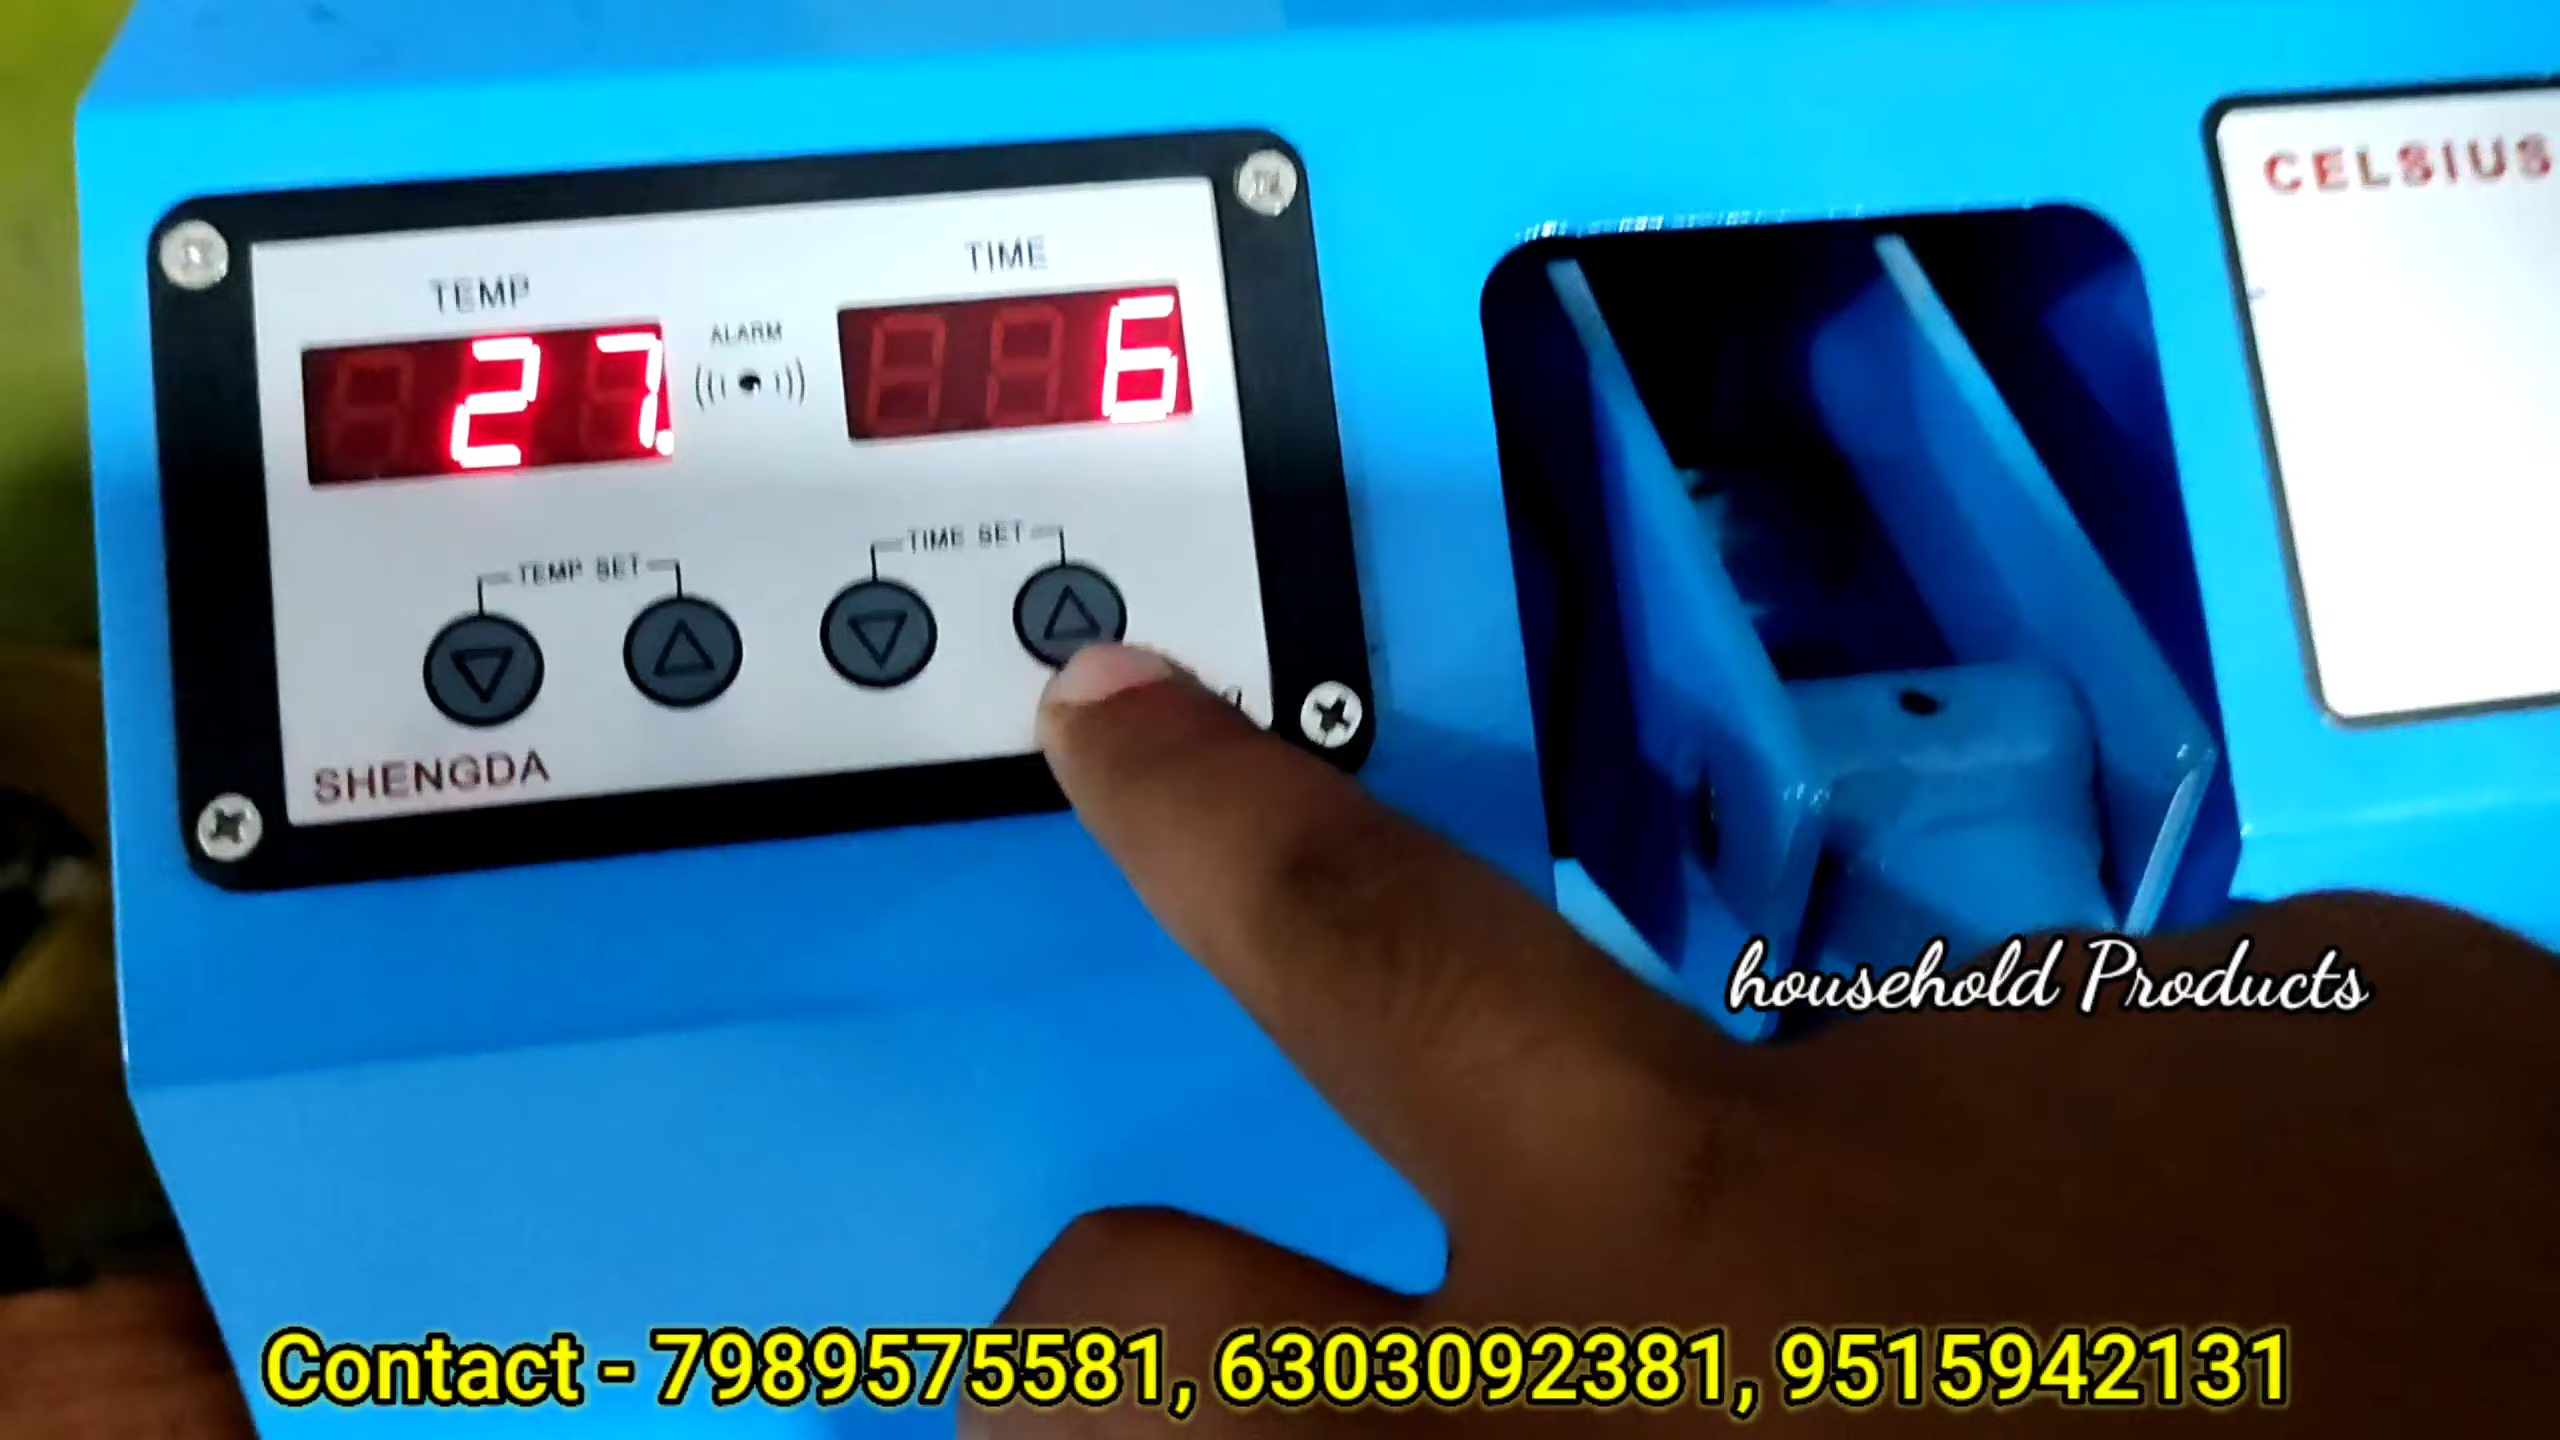 CELSIUS
TIME
TEMP
ALARM
27.
6
TIME SET
TEMP SET
SHENGDA
household Products
Contact - 7989575581, 6303092381, 9515942131